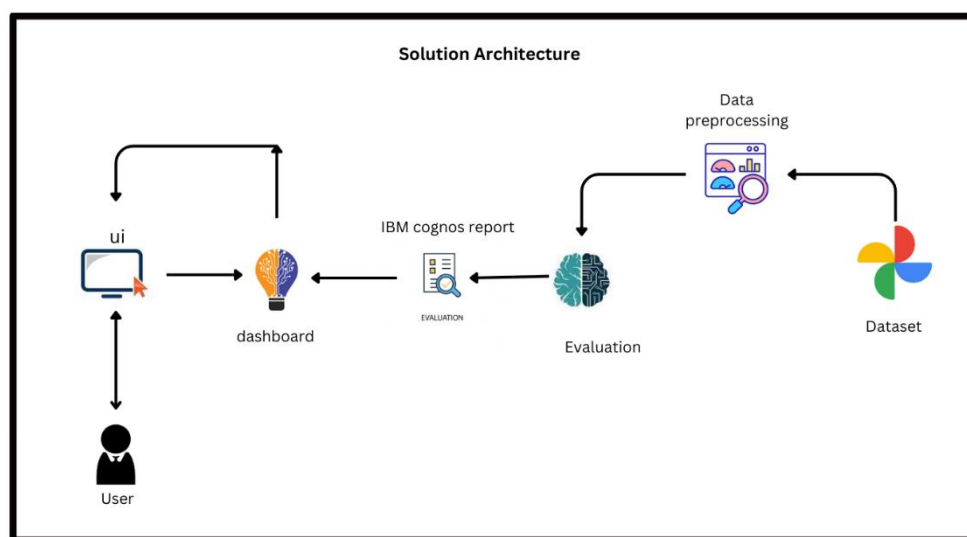 Solution Architecture
Data
preprocessing
ui
IBM cognos report
EVALUATION
dashboard
Evaluation
Dataset
User